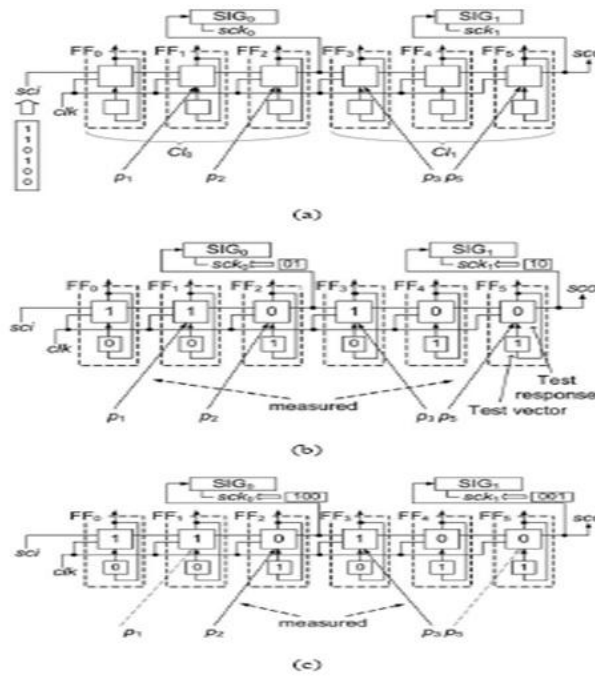 SIG0 SIG1
sck0 sck1
FF0 FF1 FF2 FF3 FF4 FF5 sco
sci
clk
1
1
0
1
0
0
CI1
p1 p2 p3 p5
(a)
SIG0 SIG1
sck0 01 sck1 10
FF0 FF1 FF2 FF3 FF4 FF5 sco
1 1 0 1 0 0
sci
clk 0 0 1 0 1 1
Test response
measured
p1 p2 p3 p5 Test vector
(b)
SIG0 SIG1
sck0 100 sck1 001
FF0 FF1 FF2 FF3 FF4 FF5 sco
1 1 0 1 0 0
sci
clk 0 0 1 0 1 1
measured
p1 p2 p3 p5
(c)